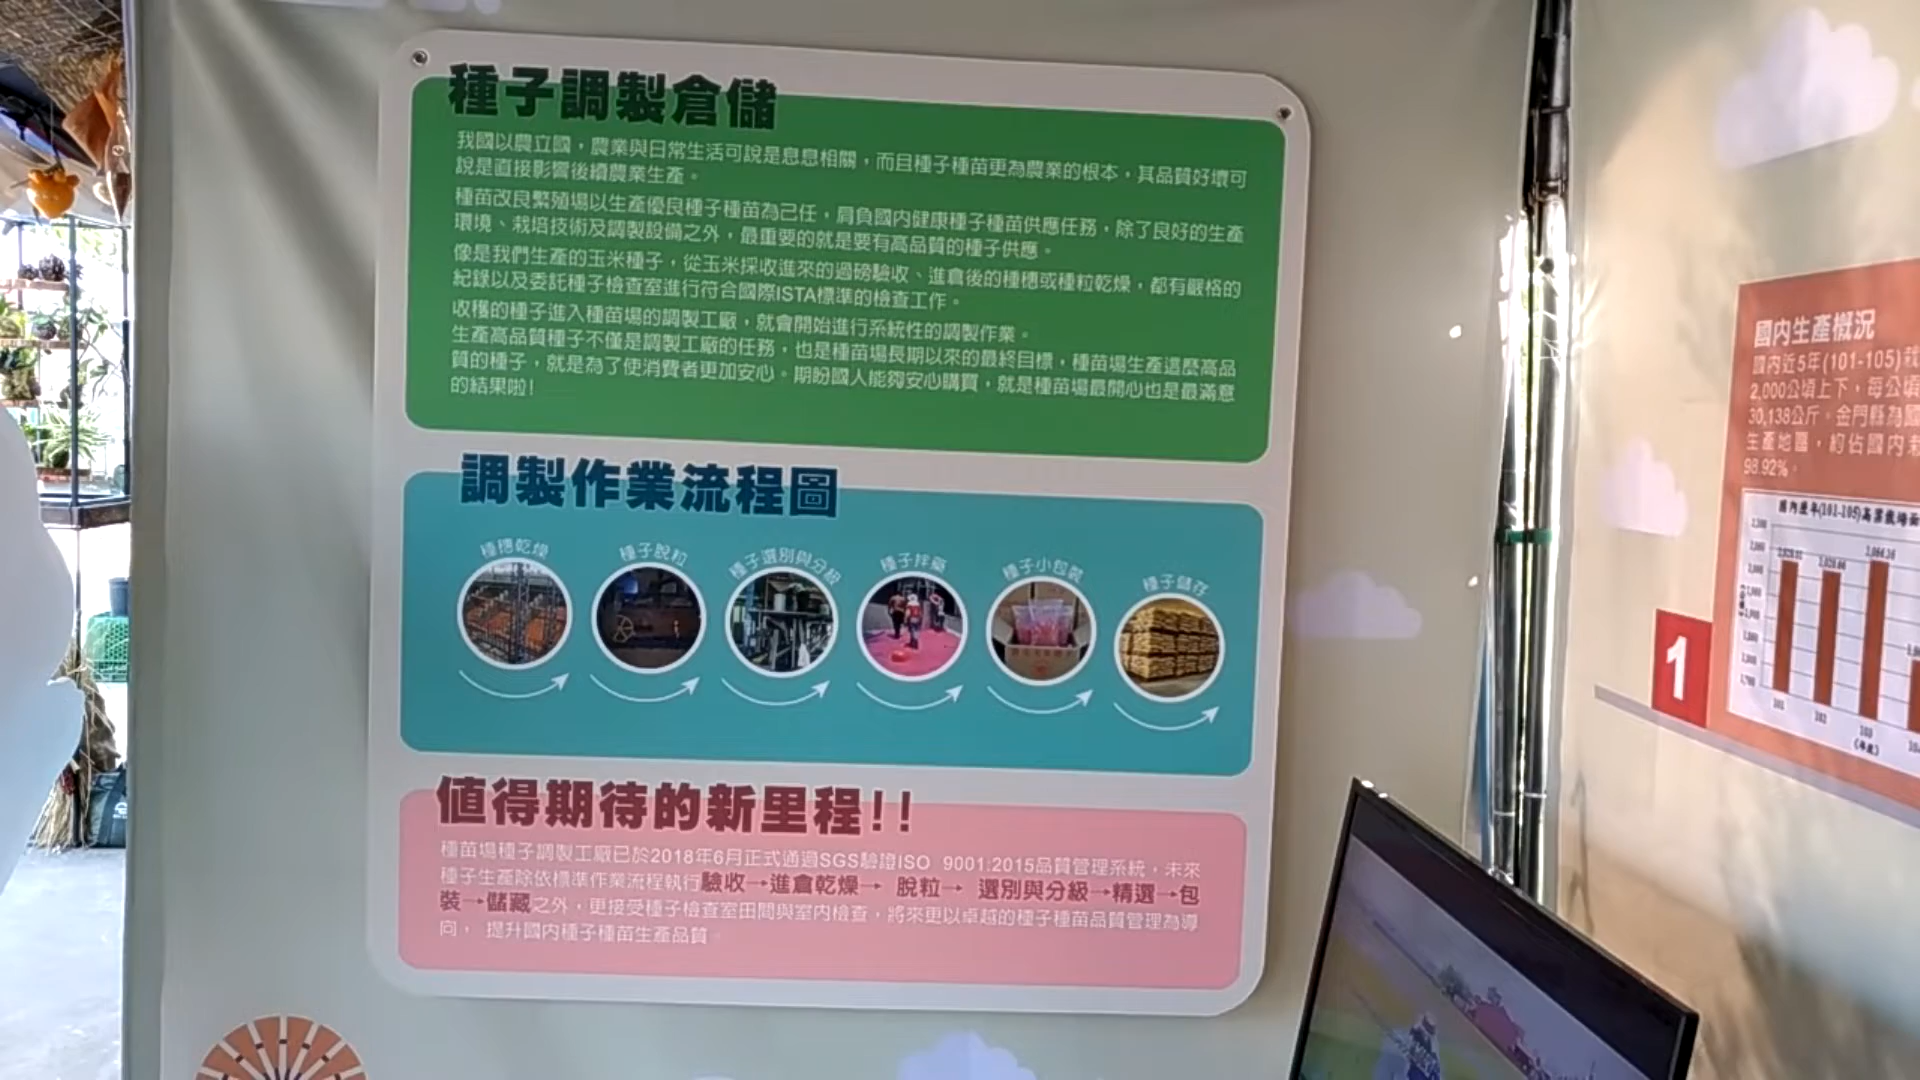 種子調製倉儲
我國以農立國，農業與日常生活可說是息息相關，而且種子種苗更為農業的根本，其品質好壞可
說是直接影響後續農業生產。
種苗改良繁殖場以生產優良種子種苗為己任，肩負國內健康種子種苗供應任務，除了良好的生產
環境、栽培技術及調製設備之外，最重要的就是要有高品質的種子供應。
像是我們生產的玉米種子，從玉米採收進來的過磅驗收、進倉後的種穗或種粒乾燥，都有嚴格的
紀錄以及委託種子檢查室進行符合國際ISTA標準的檢查工作。
收穫的種子進入種苗場的調製工廠，就會開始進行系統性的調製作業。
生產高品質種子不僅是調製工廠的任務，也是種苗場長期以來的最終目標，種苗場生產這麼高品
質的種子，就是為了使消費者更加安心。期盼國人能夠安心購買，就是種苗場最開心也是最滿意
的結果啦！
調製作業流程圖
種穗乾燥
種子脫粒
種子選別與分級
種子拌藥
種子小包裝
種子儲存
值得期待的新里程!!
種苗場種子調製工廠已於2018年6月正式通過SGS驗證ISO 9001:2015品質管理系統，未來
種子生產除依標準作業流程執行驗收→進倉乾燥→ 脫粒→ 選別與分級→精選→包
裝→儲藏之外，更接受種子檢查室田間與室內檢查，將來更以卓越的種子種苗品質管理為導
向， 提升國內種子種苗生產品質。
國內生產概況
國內近5年(101-105)栽
2,000公頃上下，每公頃
30,138公斤。金門縣為國
生產地區，約佔國內栽
98.92%。
1
國內歷年(101-105)高粱栽培面
2,064.16
101
102
103
(年度)